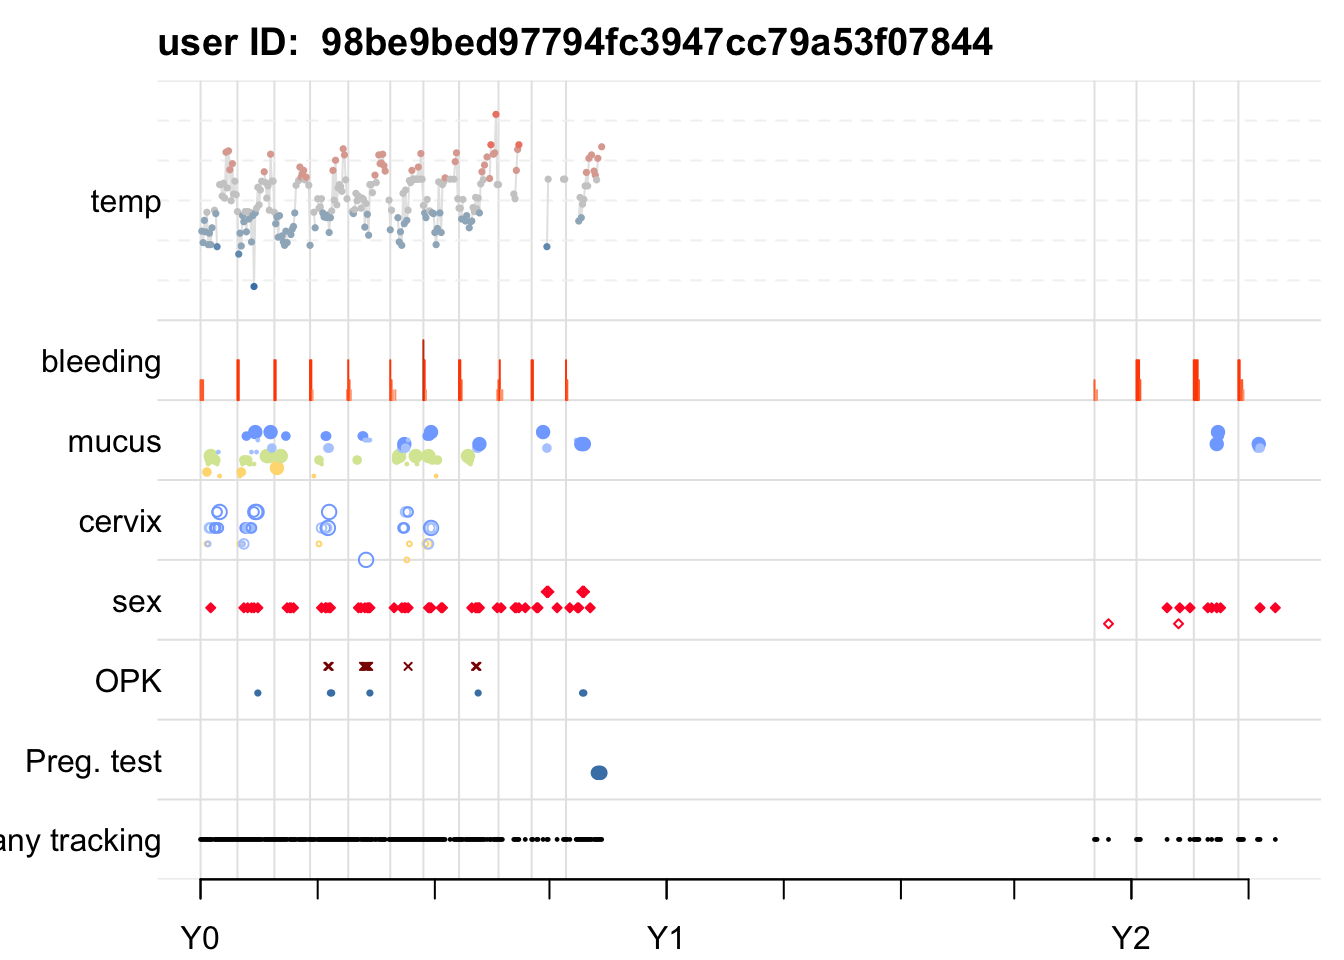 user ID:  98be9bed97794fc3947cc79a53f07844
temp
bleeding
mucus
cervix
sex
OPK
Preg. test
any tracking
Y0
Y1
Y2